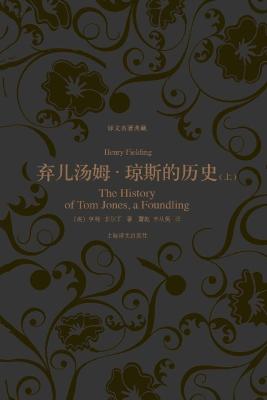 译文名著典藏
Henry Fielding
弃儿汤姆·琼斯的历史（上）
The History
of Tom Jones, a Foundling
〔英〕亨利·菲尔丁 著 萧乾 李从弼 译
上海译文出版社